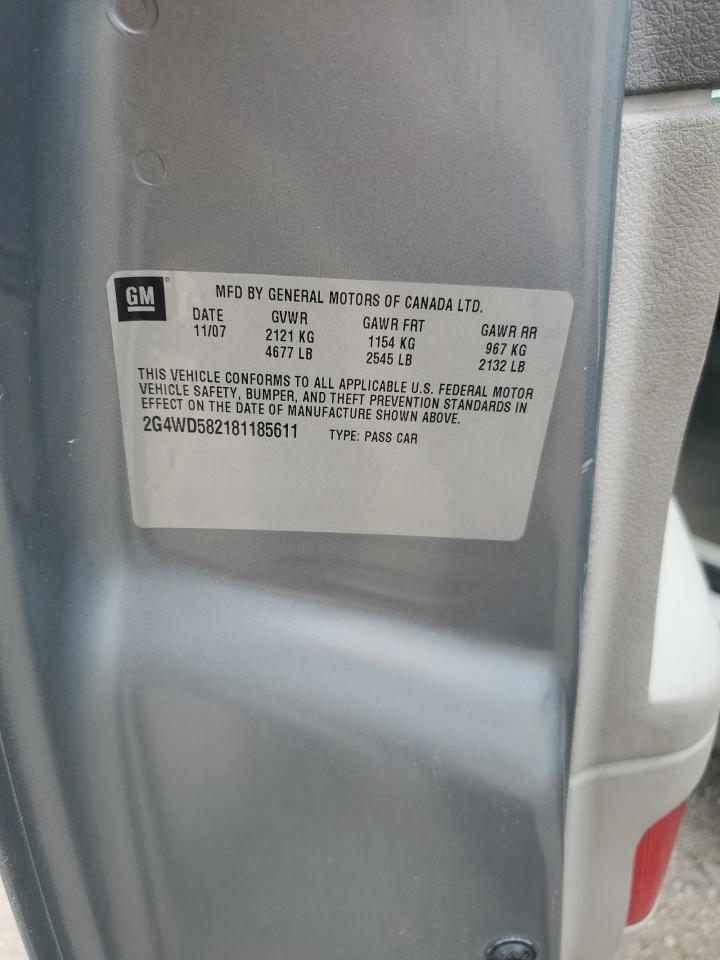 GM ® MFD BY GENERAL MOTORS OF CANADA LTD.
DATE GVWR GAWR FRT GAWR RR
11/07 2121 KG 1154 KG 967 KG
4677 LB 2545 LB 2132 LB
THIS VEHICLE CONFORMS TO ALL APPLICABLE U.S. FEDERAL MOTOR
VEHICLE SAFETY, BUMPER, AND THEFT PREVENTION STANDARDS IN
EFFECT ON THE DATE OF MANUFACTURE SHOWN ABOVE.
2G4WD582181185611 TYPE: PASS CAR